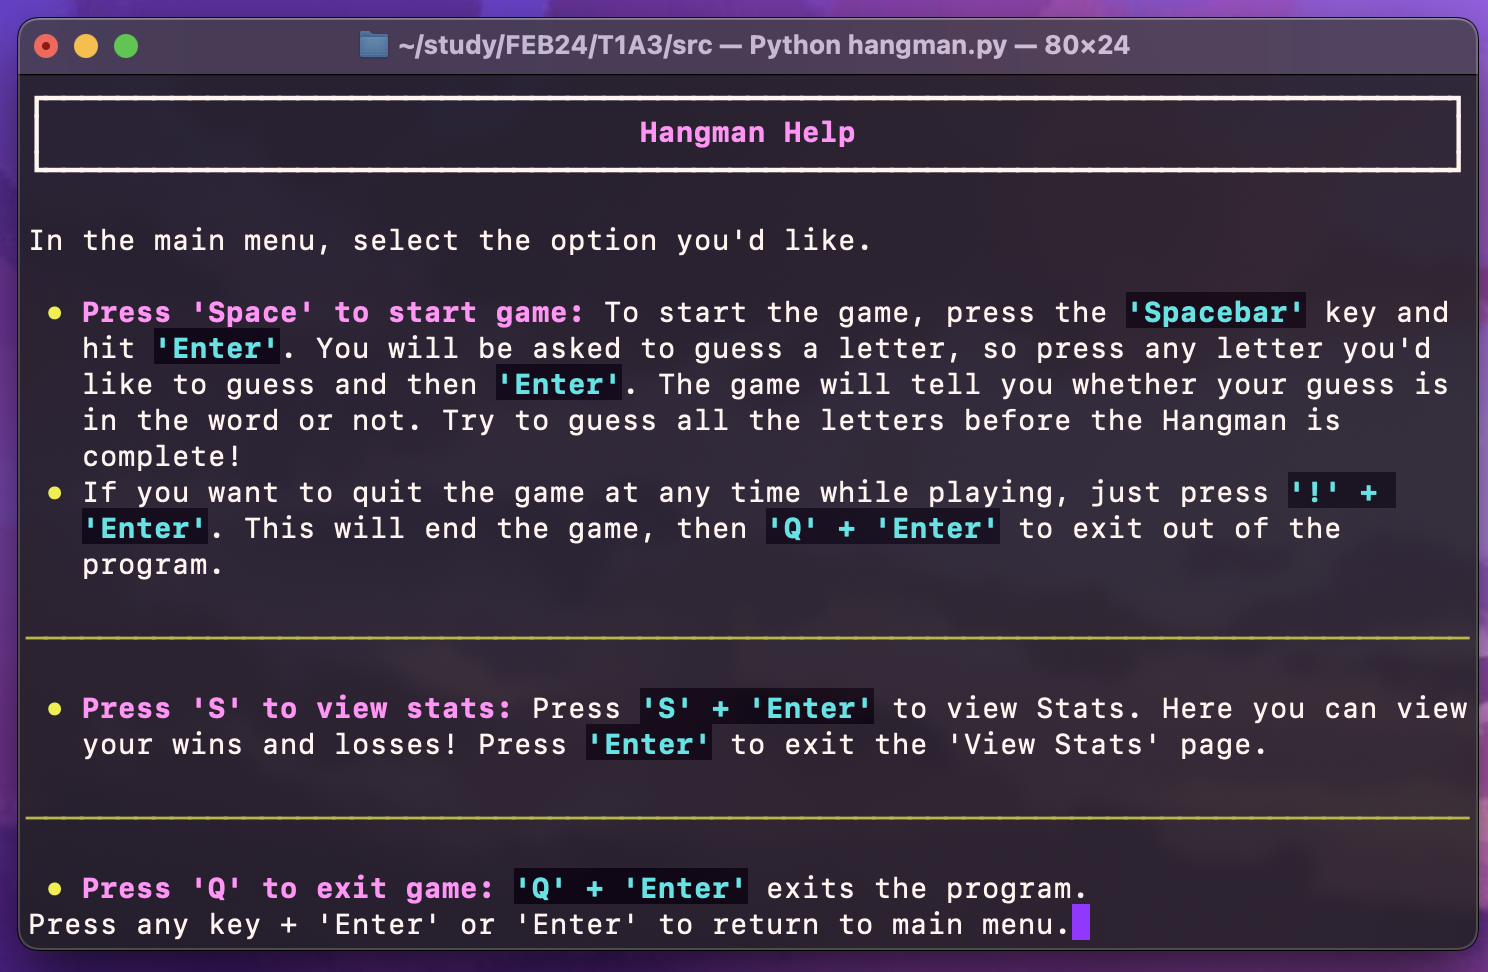 ~/study/FEB24/T1A3/src — Python hangman.py — 80×24
Hangman Help
In the main menu, select the option you'd like.
● Press 'Space' to start game: To start the game, press the 'Spacebar' key and
hit 'Enter'. You will be asked to guess a letter, so press any letter you'd
like to guess and then 'Enter'. The game will tell you whether your guess is
in the word or not. Try to guess all the letters before the Hangman is
complete!
● If you want to quit the game at any time while playing, just press '!' +
'Enter'. This will end the game, then 'Q' + 'Enter' to exit out of the
program.
● Press 'S' to view stats: Press 'S' + 'Enter' to view Stats. Here you can view
your wins and losses! Press 'Enter' to exit the 'View Stats' page.
● Press 'Q' to exit game: 'Q' + 'Enter' exits the program.
Press any key + 'Enter' or 'Enter' to return to main menu.